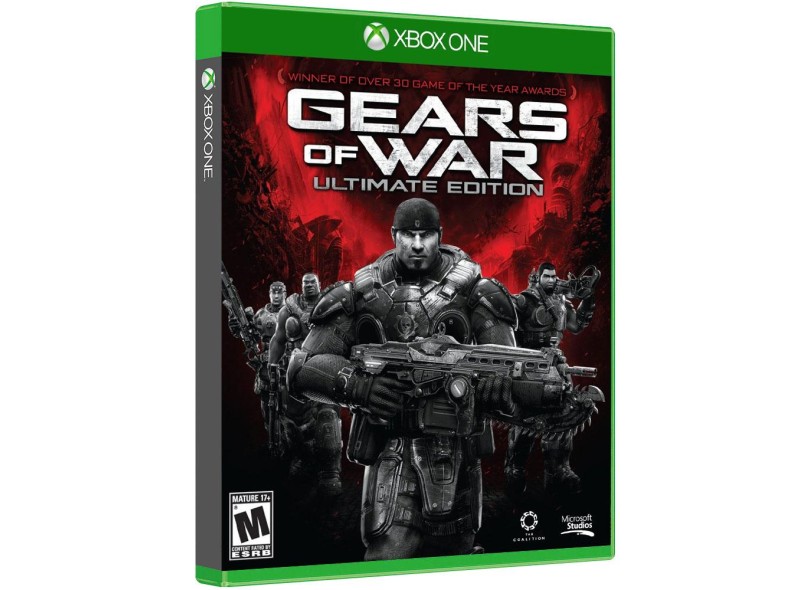 XBOX ONE
XBOX ONE.
WINNER OF OVER 30 GAME OF THE YEAR AWARDS
GEARS
OF WAR
ULTIMATE EDITION
MATURE 17+
M
CONTENT RATED BY
ESRB
THE
COALITION
Microsoft
Studios